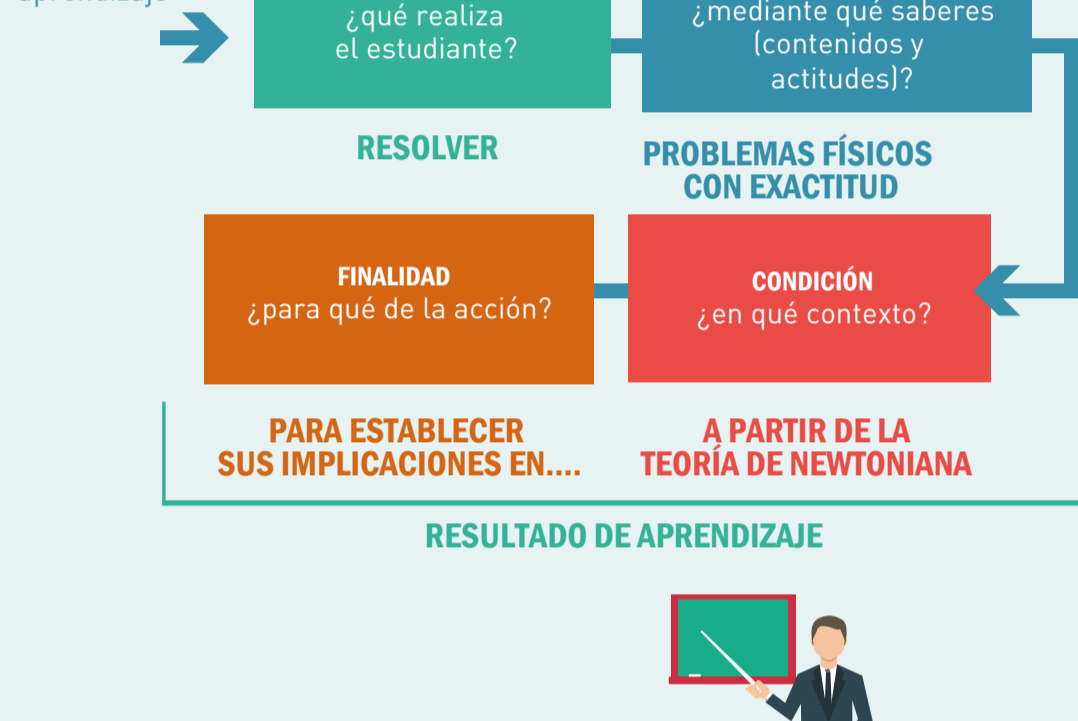 ¿qué realiza
el estudiante?
¿mediante qué saberes
(contenidos y
actitudes)?
RESOLVER
PROBLEMAS FÍSICOS
CON EXACTITUD
FINALIDAD
¿para qué de la acción?
CONDICIÓN
¿en qué contexto?
PARA ESTABLECER
SUS IMPLICACIONES EN....
A PARTIR DE LA
TEORÍA DE NEWTONIANA
RESULTADO DE APRENDIZAJE